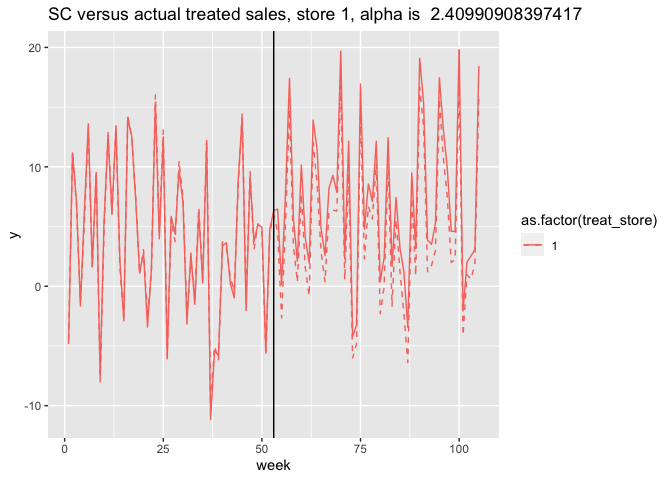 SC versus actual treated sales, store 1, alpha is  2.40990908397417
20
10
0
-10
y
0
25
50
75
100
week
as.factor(treat_store)
1